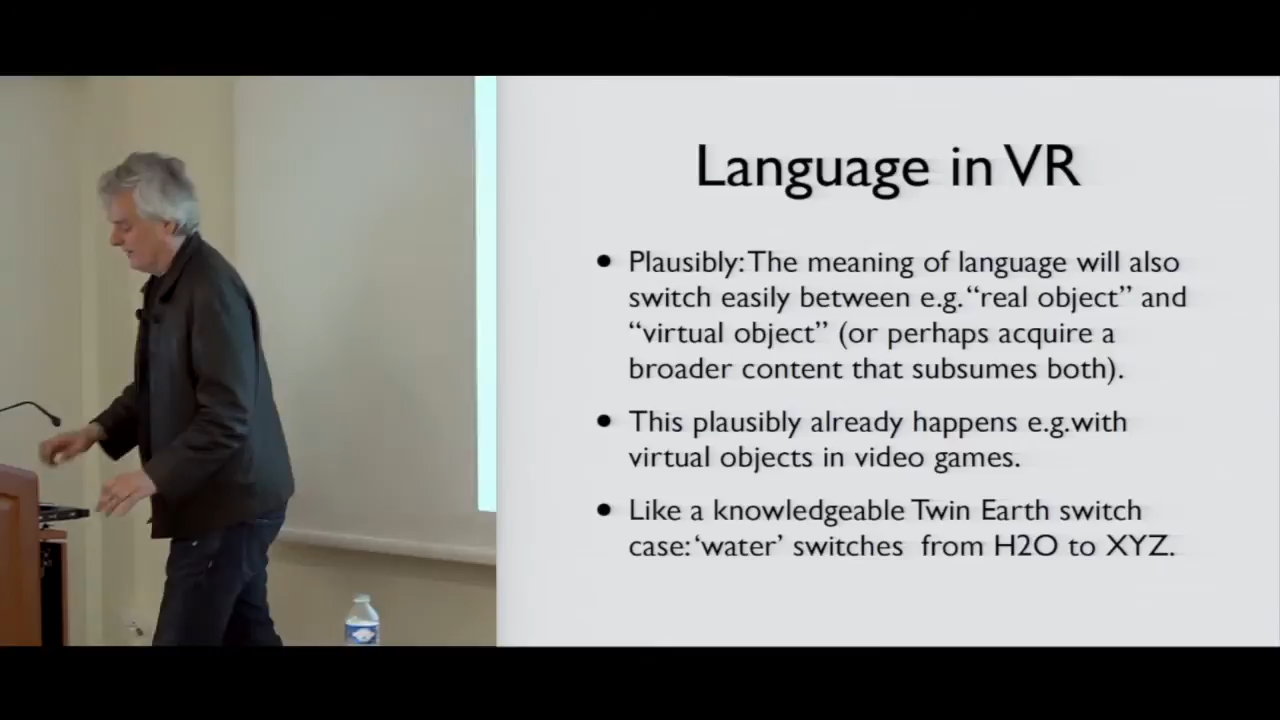 Language in VR
• Plausibly: The meaning of language will also
switch easily between e.g. “real object” and
“virtual object” (or perhaps acquire a
broader content that subsumes both).
• This plausibly already happens e.g.with
virtual objects in video games.
• Like a knowledgeable Twin Earth switch
case: ‘water’ switches from H2O to XYZ.